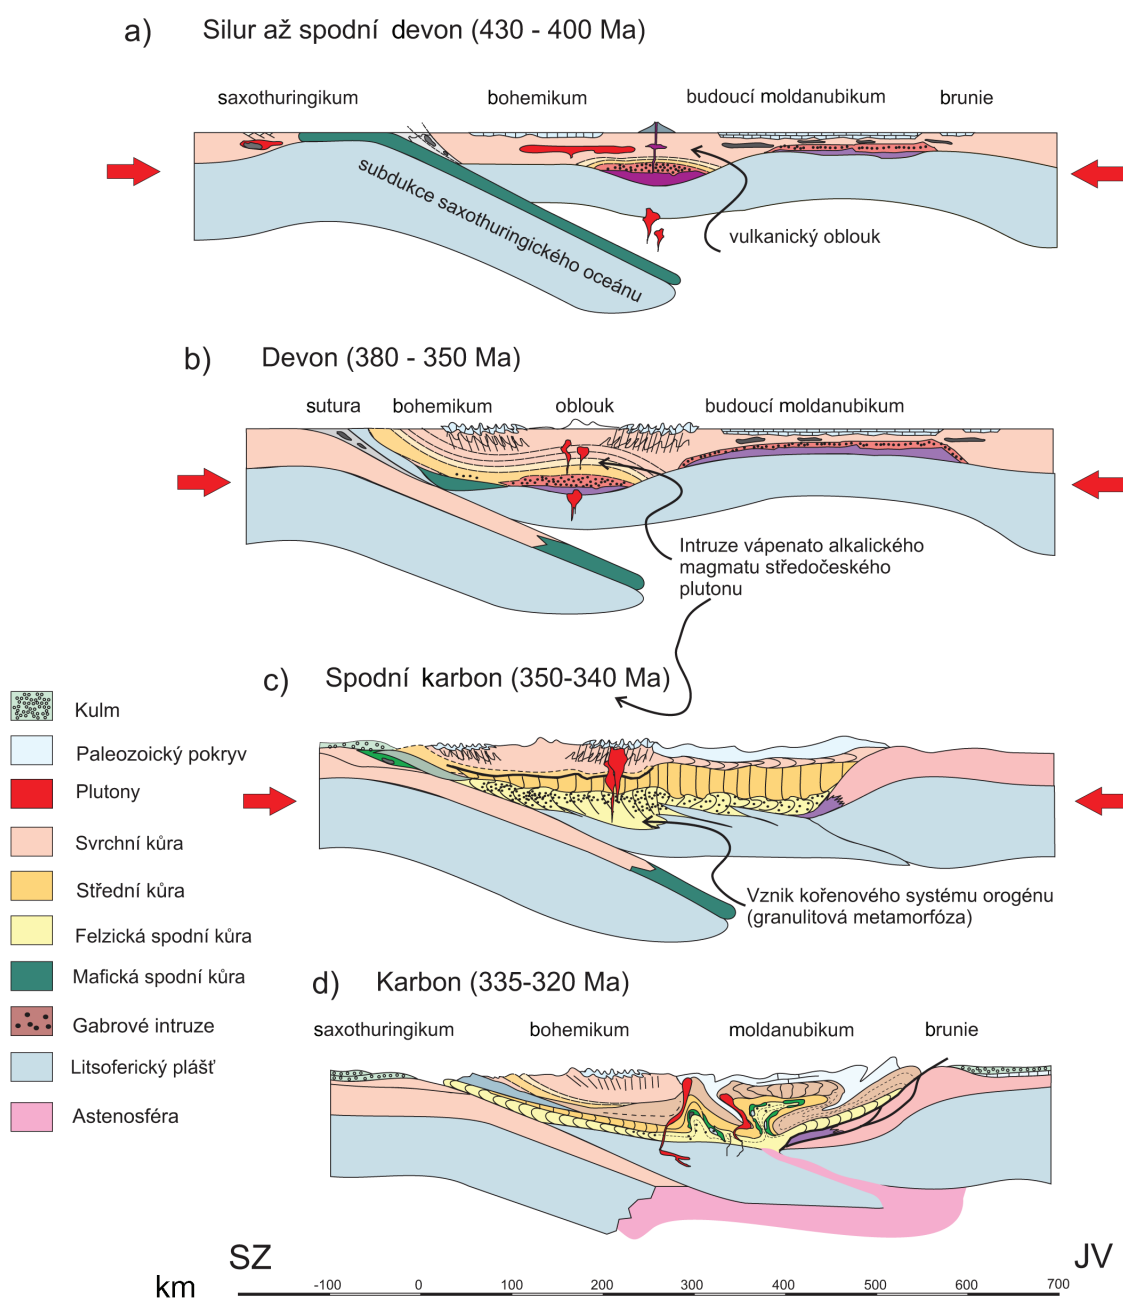 a) Silur až spodní devon (430 - 400 Ma)
saxothuringikum bohemikum budoucí moldanubikum brunie
subdukce saxothuringického oceánu
vulkanický oblouk
b) Devon (380 - 350 Ma)
sutura bohemikum oblouk budoucí moldanubikum
Intruze vápenato alkalického
magmatu středočeského
plutonu
c) Spodní karbon (350-340 Ma)
Vznik kořenového systému orogénu
(granulitová metamorfóza)
Kulm
Paleozoický pokryv
Plutony
Svrchní kůra
Střední kůra
Felzická spodní kůra
Mafická spodní kůra
Gabrové intruze
Litsoferický plášť
Astenosféra
d) Karbon (335-320 Ma)
saxothuringikum bohemikum moldanubikum brunie
SZ JV
km -100 0 100 200 300 400 500 600 700